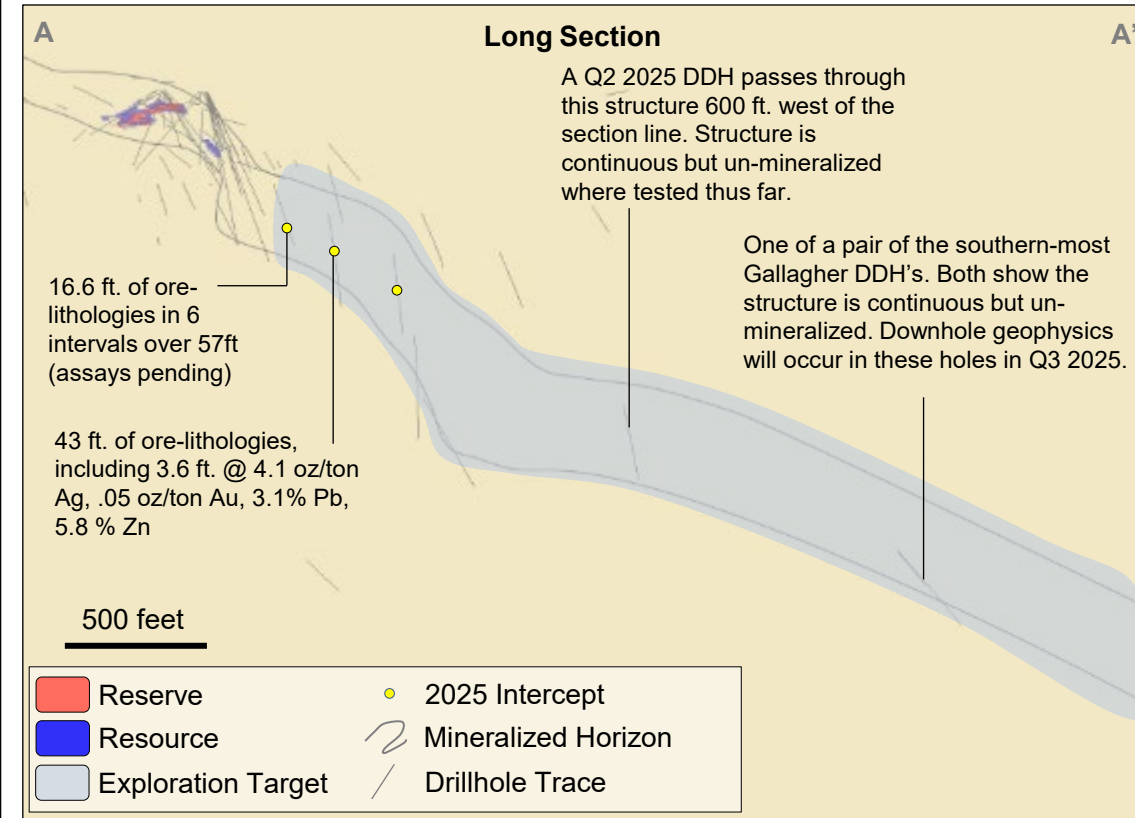 A
Long Section
A'
A Q2 2025 DDH passes through
this structure 600 ft. west of the
section line. Structure is
continuous but un-mineralized
where tested thus far.
One of a pair of the southern-most
Gallagher DDH's. Both show the
structure is continuous but un-
mineralized. Downhole geophysics
will occur in these holes in Q3 2025.
16.6 ft. of ore-
lithologies in 6
intervals over 57ft
(assays pending)
43 ft. of ore-lithologies,
including 3.6 ft. @ 4.1 oz/ton
Ag, .05 oz/ton Au, 3.1% Pb,
5.8 % Zn
500 feet
Reserve
Resource
Exploration Target
2025 Intercept
Mineralized Horizon
Drillhole Trace